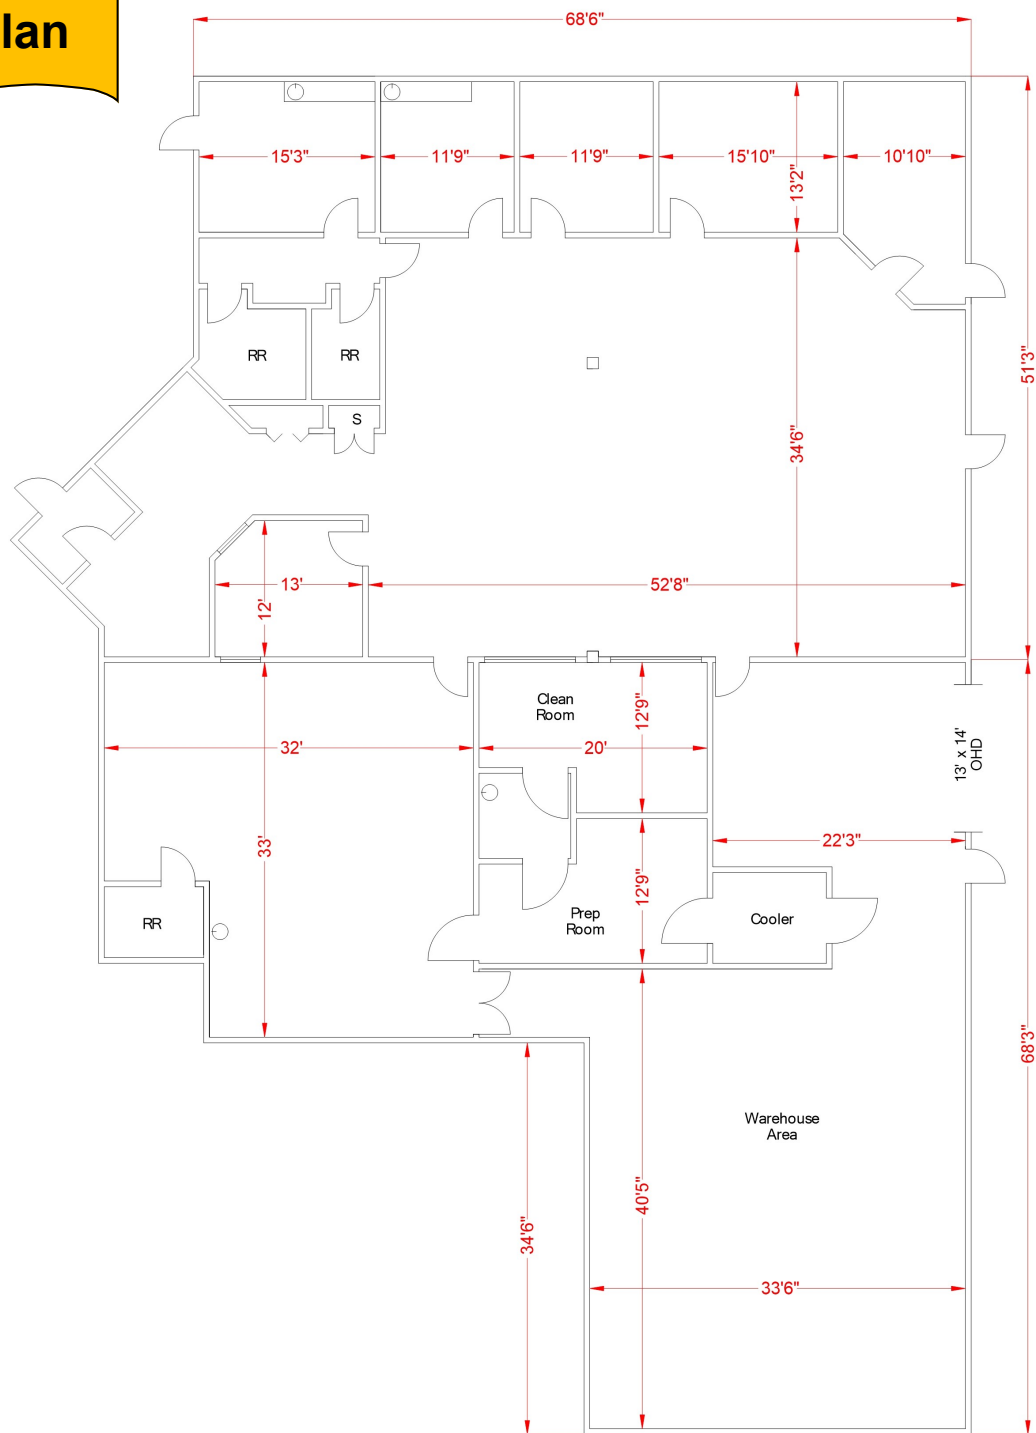 lan
68'6"
15'3"
11'9"
11'9"
15'10"
13'2"
10'10"
51'3"
RR
RR
S
34'6"
13'
12'
52'8"
Clean
Room
12'9"
32'
20'
13' x 14'
OHD
33'
22'3"
12'9"
RR
Prep
Room
Cooler
68'3"
Warehouse
Area
40'5"
34'6"
33'6"